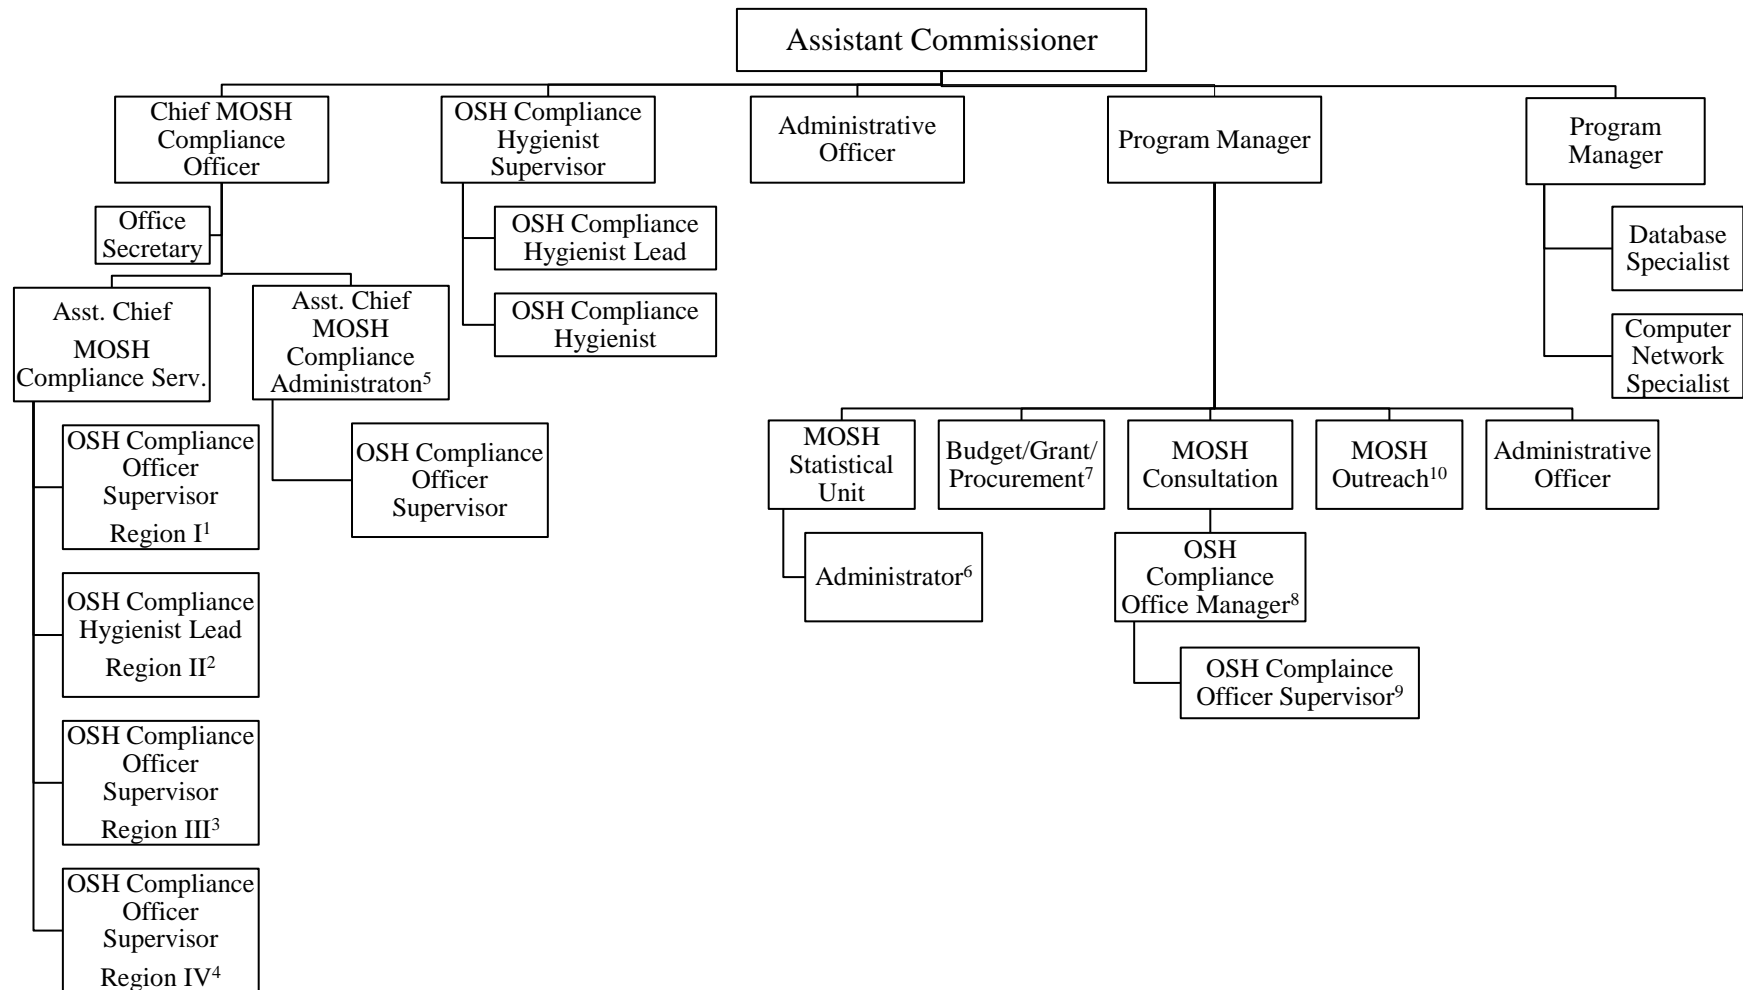 Assistant Commissioner
Chief MOSH
Compliance
Officer
OSH Compliance
Hygienist
Supervisor
Administrative
Officer
Program Manager
Program
Manager
Office
Secretary
OSH Compliance
Hygienist Lead
OSH Compliance
Hygienist
Database
Specialist
Computer
Network
Specialist
Asst. Chief
MOSH
Compliance Serv.
Asst. Chief
MOSH
Compliance
Administraton⁵
OSH Compliance
Officer
Supervisor
Region I¹
OSH Compliance
Officer
Supervisor
OSH Compliance
Hygienist Lead
Region II²
OSH Compliance
Officer
Supervisor
Region III³
OSH Compliance
Officer
Supervisor
Region IV⁴
MOSH
Statistical
Unit
Budget/Grant/
Procurement⁷
MOSH
Consultation
MOSH
Outreach¹⁰
Administrative
Officer
Administrator⁶
OSH
Compliance
Office Manager⁸
OSH Complaince
Officer Supervisor⁹